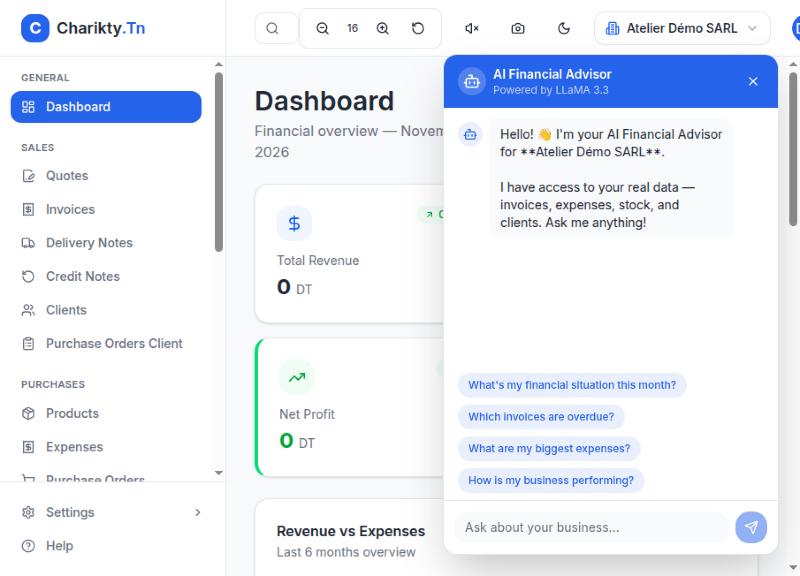 C Charikty.Tn
16
Atelier Démo SARL
GENERAL
Dashboard
SALES
Quotes
Invoices
Delivery Notes
Credit Notes
Clients
Purchase Orders Client
PURCHASES
Products
Expenses
Purchase Orders
Settings
Help
Dashboard
Financial overview —
2026
Total Revenue
0 DT
Net Profit
0 DT
Revenue vs Expenses
Last 6 months overview
AI Financial Advisor
Powered by LLaMA 3.3
Hello! 👋 I'm your AI Financial Advisor
for **Atelier Démo SARL**.
I have access to your real data —
invoices, expenses, stock, and
clients. Ask me anything!
What's my financial situation this month?
Which invoices are overdue?
What are my biggest expenses?
How is my business performing?
Ask about your business...